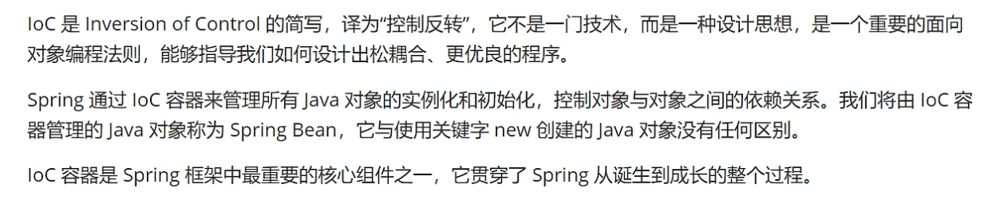 IoC 是 Inversion of Control 的简写，译为“控制反转”，它不是一门技术，而是一种设计思想，是一个重要的面向
对象编程法则，能够指导我们如何设计出松耦合、更优良的程序。
Spring 通过 IoC 容器来管理所有 Java 对象的实例化和初始化，控制对象与对象之间的依赖关系。我们将由 IoC 容
器管理的 Java 对象称为 Spring Bean，它与使用关键字 new 创建的 Java 对象没有任何区别。
IoC 容器是 Spring 框架中最重要的核心组件之一，它贯穿了 Spring 从诞生到成长的整个过程。